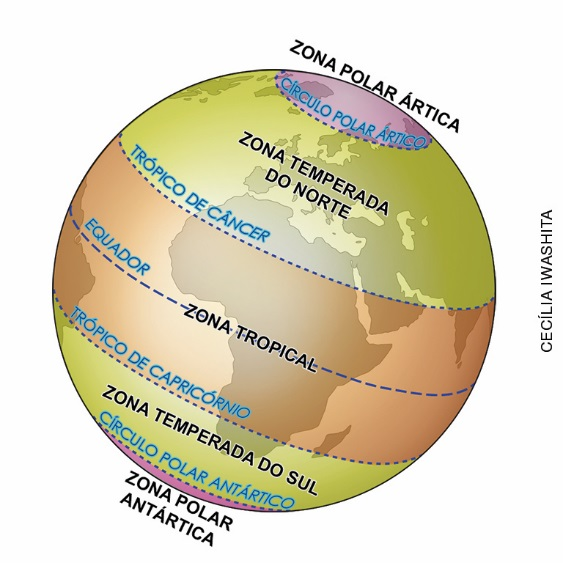 ZONA POLAR ÁRTICA
CÍRCULO POLAR ÁRTICO
ZONA TEMPERADA
DO NORTE
TRÓPICO DE CÂNCER
EQUADOR
ZONA TROPICAL
TRÓPICO DE CAPRICÓRNIO
ZONA TEMPERADA DO SUL
CÍRCULO POLAR ANTÁRTICO
ZONA POLAR
ANTÁRTICA
CECÍLIA IWASHITA